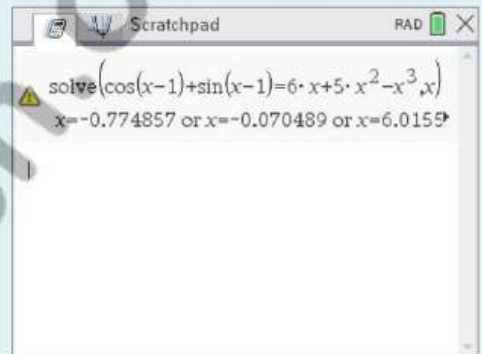 Scratchpad RAD
solve(cos(x−1)+sin(x−1)=6·x+5·x²−x³,x)
x=-0.774857 or x=-0.070489 or x=6.0155